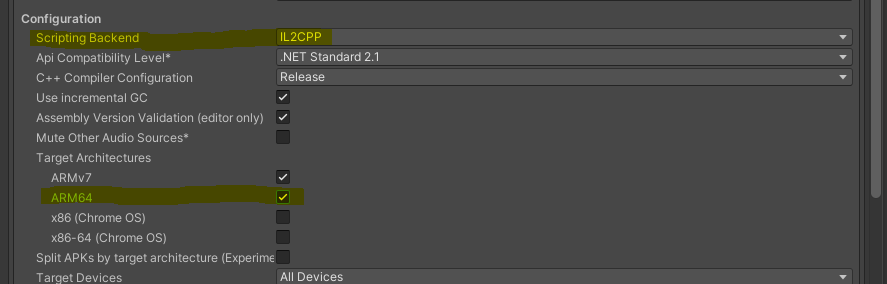 Configuration
Scripting Backend IL2CPP
Api Compatibility Level* .NET Standard 2.1
C++ Compiler Configuration Release
Use incremental GC
Assembly Version Validation (editor only)
Mute Other Audio Sources*
Target Architectures
ARMv7
ARM64
x86 (Chrome OS)
x86-64 (Chrome OS)
Split APKs by target architecture (Experime
Target Devices All Devices